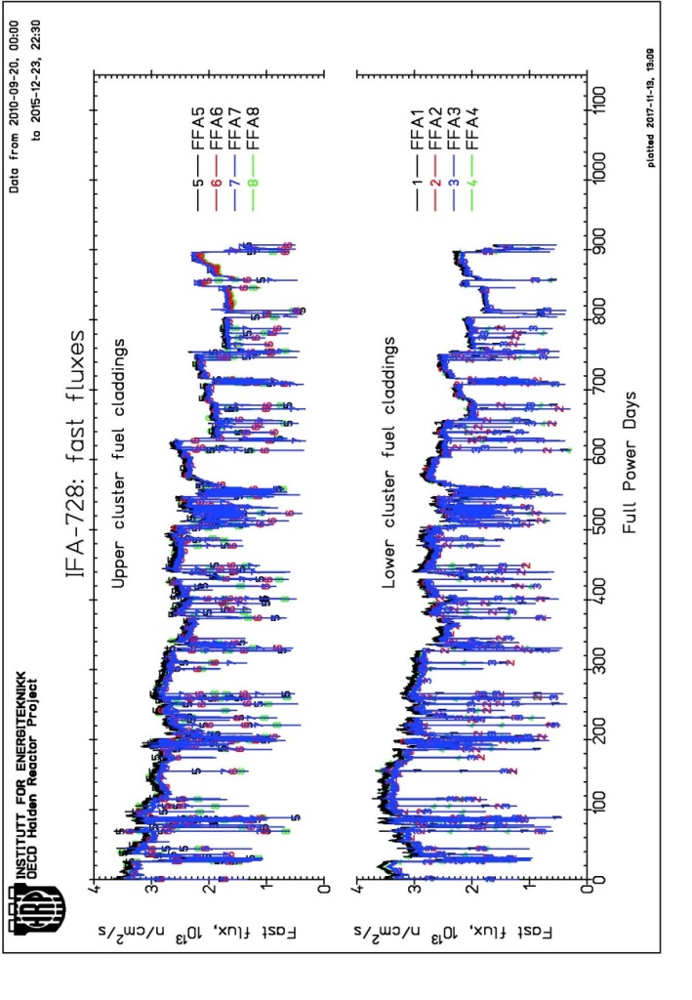 INSTITUTT FOR ENERGITEKNIKK
OECD Halden Reactor Project
Data from 2010-09-20, 00:00
to 2015-12-23, 22:30
IFA-728: fast fluxes
Upper cluster fuel claddings
Fast flux, 10¹³ n/cm²/s
4
3
2
1
0
5 FFA5
6 FFA6
7 FFA7
8 FFA8
Lower cluster fuel claddings
Fast flux, 10¹³ n/cm²/s
4
3
2
1
0
1 FFA1
2 FFA2
3 FFA3
4 FFA4
0 100 200 300 400 500 600 700 800 900 1000 1100
Full Power Days
plotted 2017-11-13, 13:09